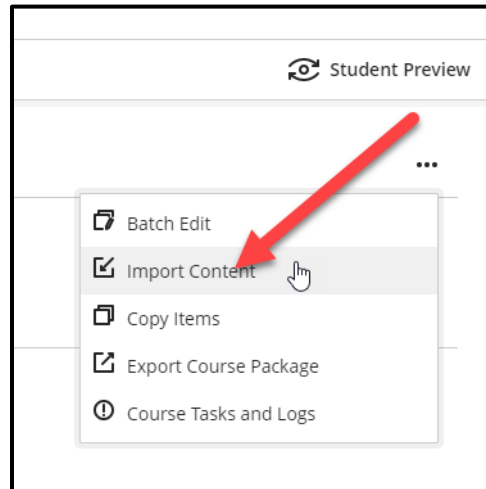 Student Preview
Batch Edit
Import Content
Copy Items
Export Course Package
Course Tasks and Logs